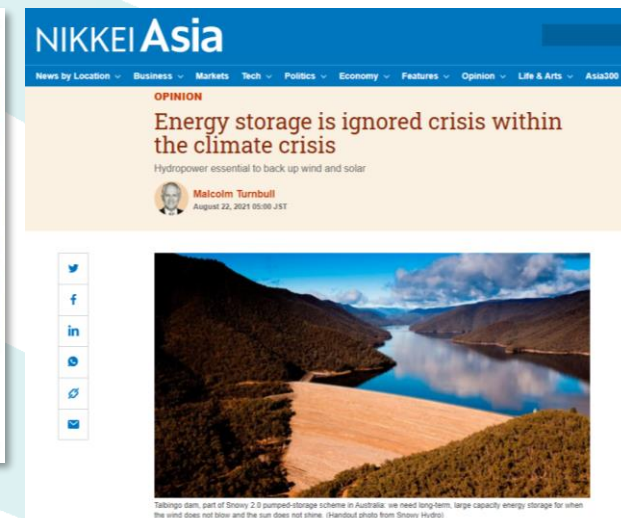 NIKKEI Asia
News by Location Business Markets Tech Politics Economy Features Opinion Life & Arts Asia300
OPINION
Energy storage is ignored crisis within
the climate crisis
Hydropower essential to back up wind and solar
Malcolm Turnbull
August 22, 2021 05:00 JST
Talbingo dam, part of Snowy 2.0 pumped-storage scheme in Australia: we need long-term, large capacity energy storage for when
the wind does not blow and the sun does not shine. (Handout photo from Snowy Hydro)